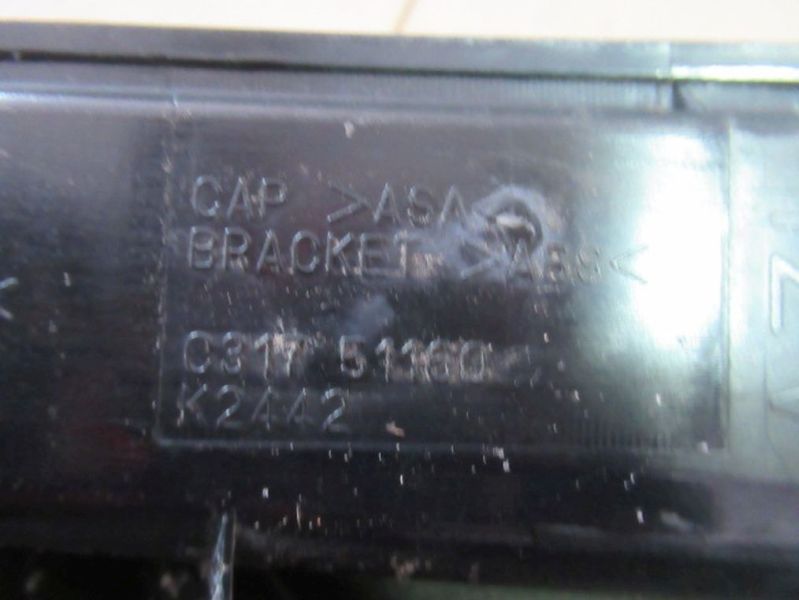 CAP >ASA<
BRACKET >ABS<
C317 51160
K2442